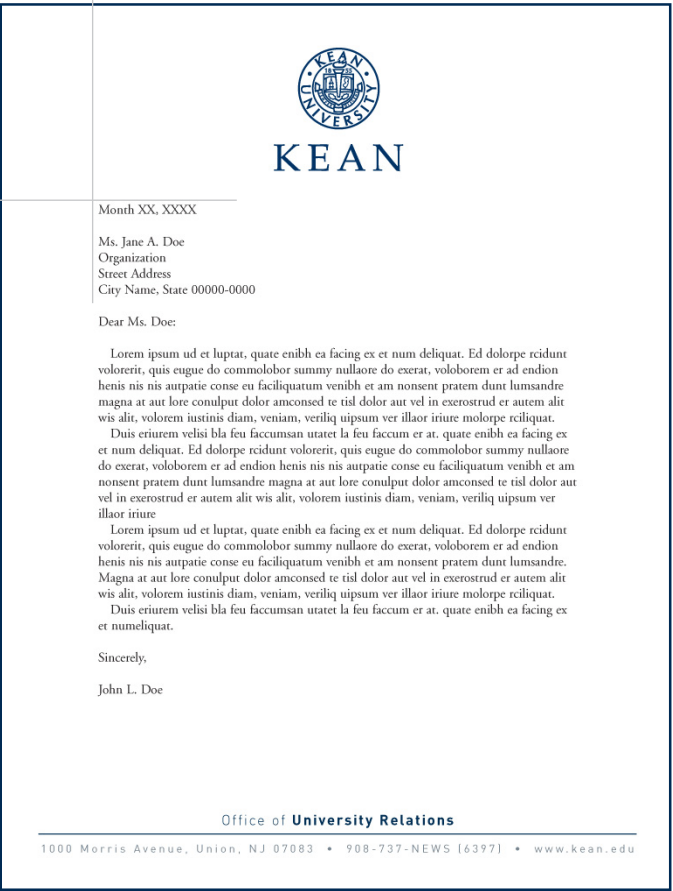 KEAN
UNIVERSITY
18 55
KEAN
Month XX, XXXX
Ms. Jane A. Doe
Organization
Street Address
City Name, State 00000-0000
Dear Ms. Doe:
Lorem ipsum ud et luptat, quate enibh ea facing ex et num deliquat. Ed dolorpe rcidunt
volorerit, quis eugue do commolobor summy nullaore do exerat, voloborem er ad endion
henis nis nis autpatie conse eu faciliquatum venibh et am nonsent pratem dunt lumsandre
magna at aut lore conulput dolor amconsed te tisl dolor aut vel in exerostrud er autem alit
wis alit, volorem iustinis diam, veniam, veriliq uipsum ver illaor iriure molorpe rciliquat.
Duis eriurem velisi bla feu faccumsan utatet la feu faccum er at. quate enibh ea facing ex
et num deliquat. Ed dolorpe rcidunt volorerit, quis eugue do commolobor summy nullaore
do exerat, voloborem er ad endion henis nis nis autpatie conse eu faciliquatum venibh et am
nonsent pratem dunt lumsandre magna at aut lore conulput dolor amconsed te tisl dolor aut
vel in exerostrud er autem alit wis alit, volorem iustinis diam, veniam, veriliq uipsum ver
illaor iriure
Lorem ipsum ud et luptat, quate enibh ea facing ex et num deliquat. Ed dolorpe rcidunt
volorerit, quis eugue do commolobor summy nullaore do exerat, voloborem er ad endion
henis nis nis autpatie conse eu faciliquatum venibh et am nonsent pratem dunt lumsandre.
Magna at aut lore conulput dolor amconsed te tisl dolor aut vel in exerostrud er autem alit
wis alit, volorem iustinis diam, veniam, veriliq uipsum ver illaor iriure molorpe rciliquat.
Duis eriurem velisi bla feu faccumsan utatet la feu faccum er at. quate enibh ea facing ex
et numeliquat.
Sincerely,
John L. Doe
Office of University Relations
1000 Morris Avenue, Union, NJ 07083 • 908-737-NEWS (6397) • www.kean.edu